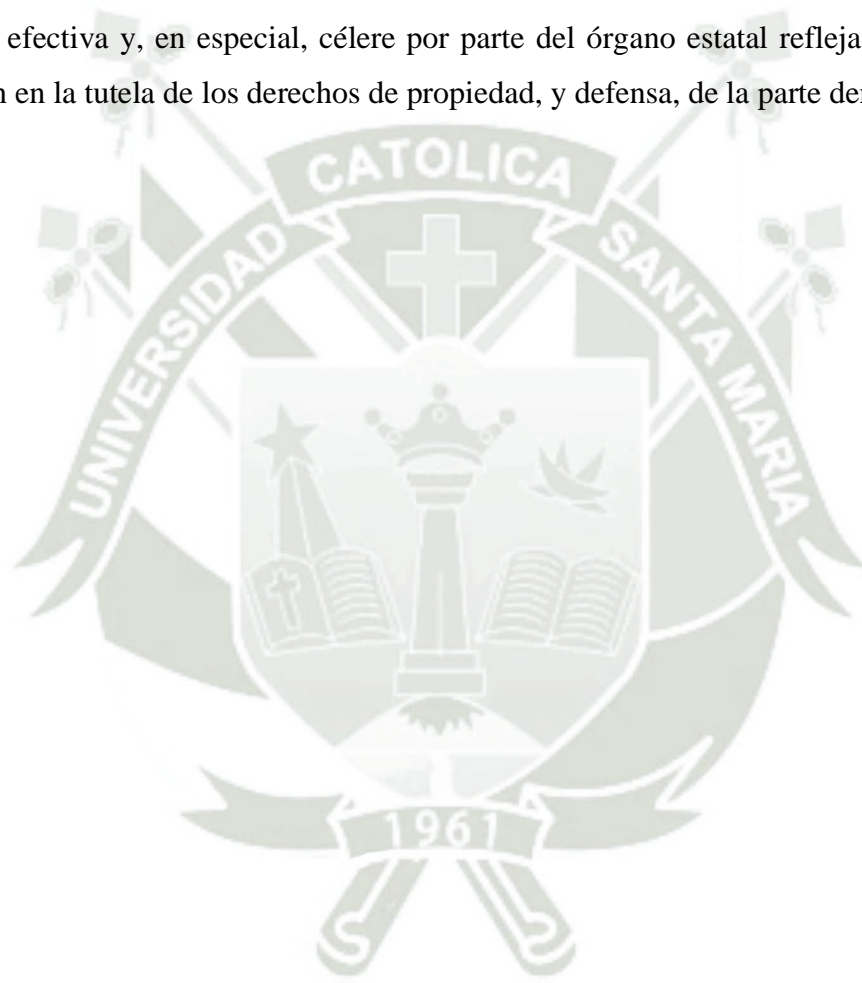 efectiva y, en especial, célere por parte del órgano estatal refleja
en la tutela de los derechos de propiedad, y defensa, de la parte
UNIVERSIDAD CATOLICA SANTA MARIA
1961